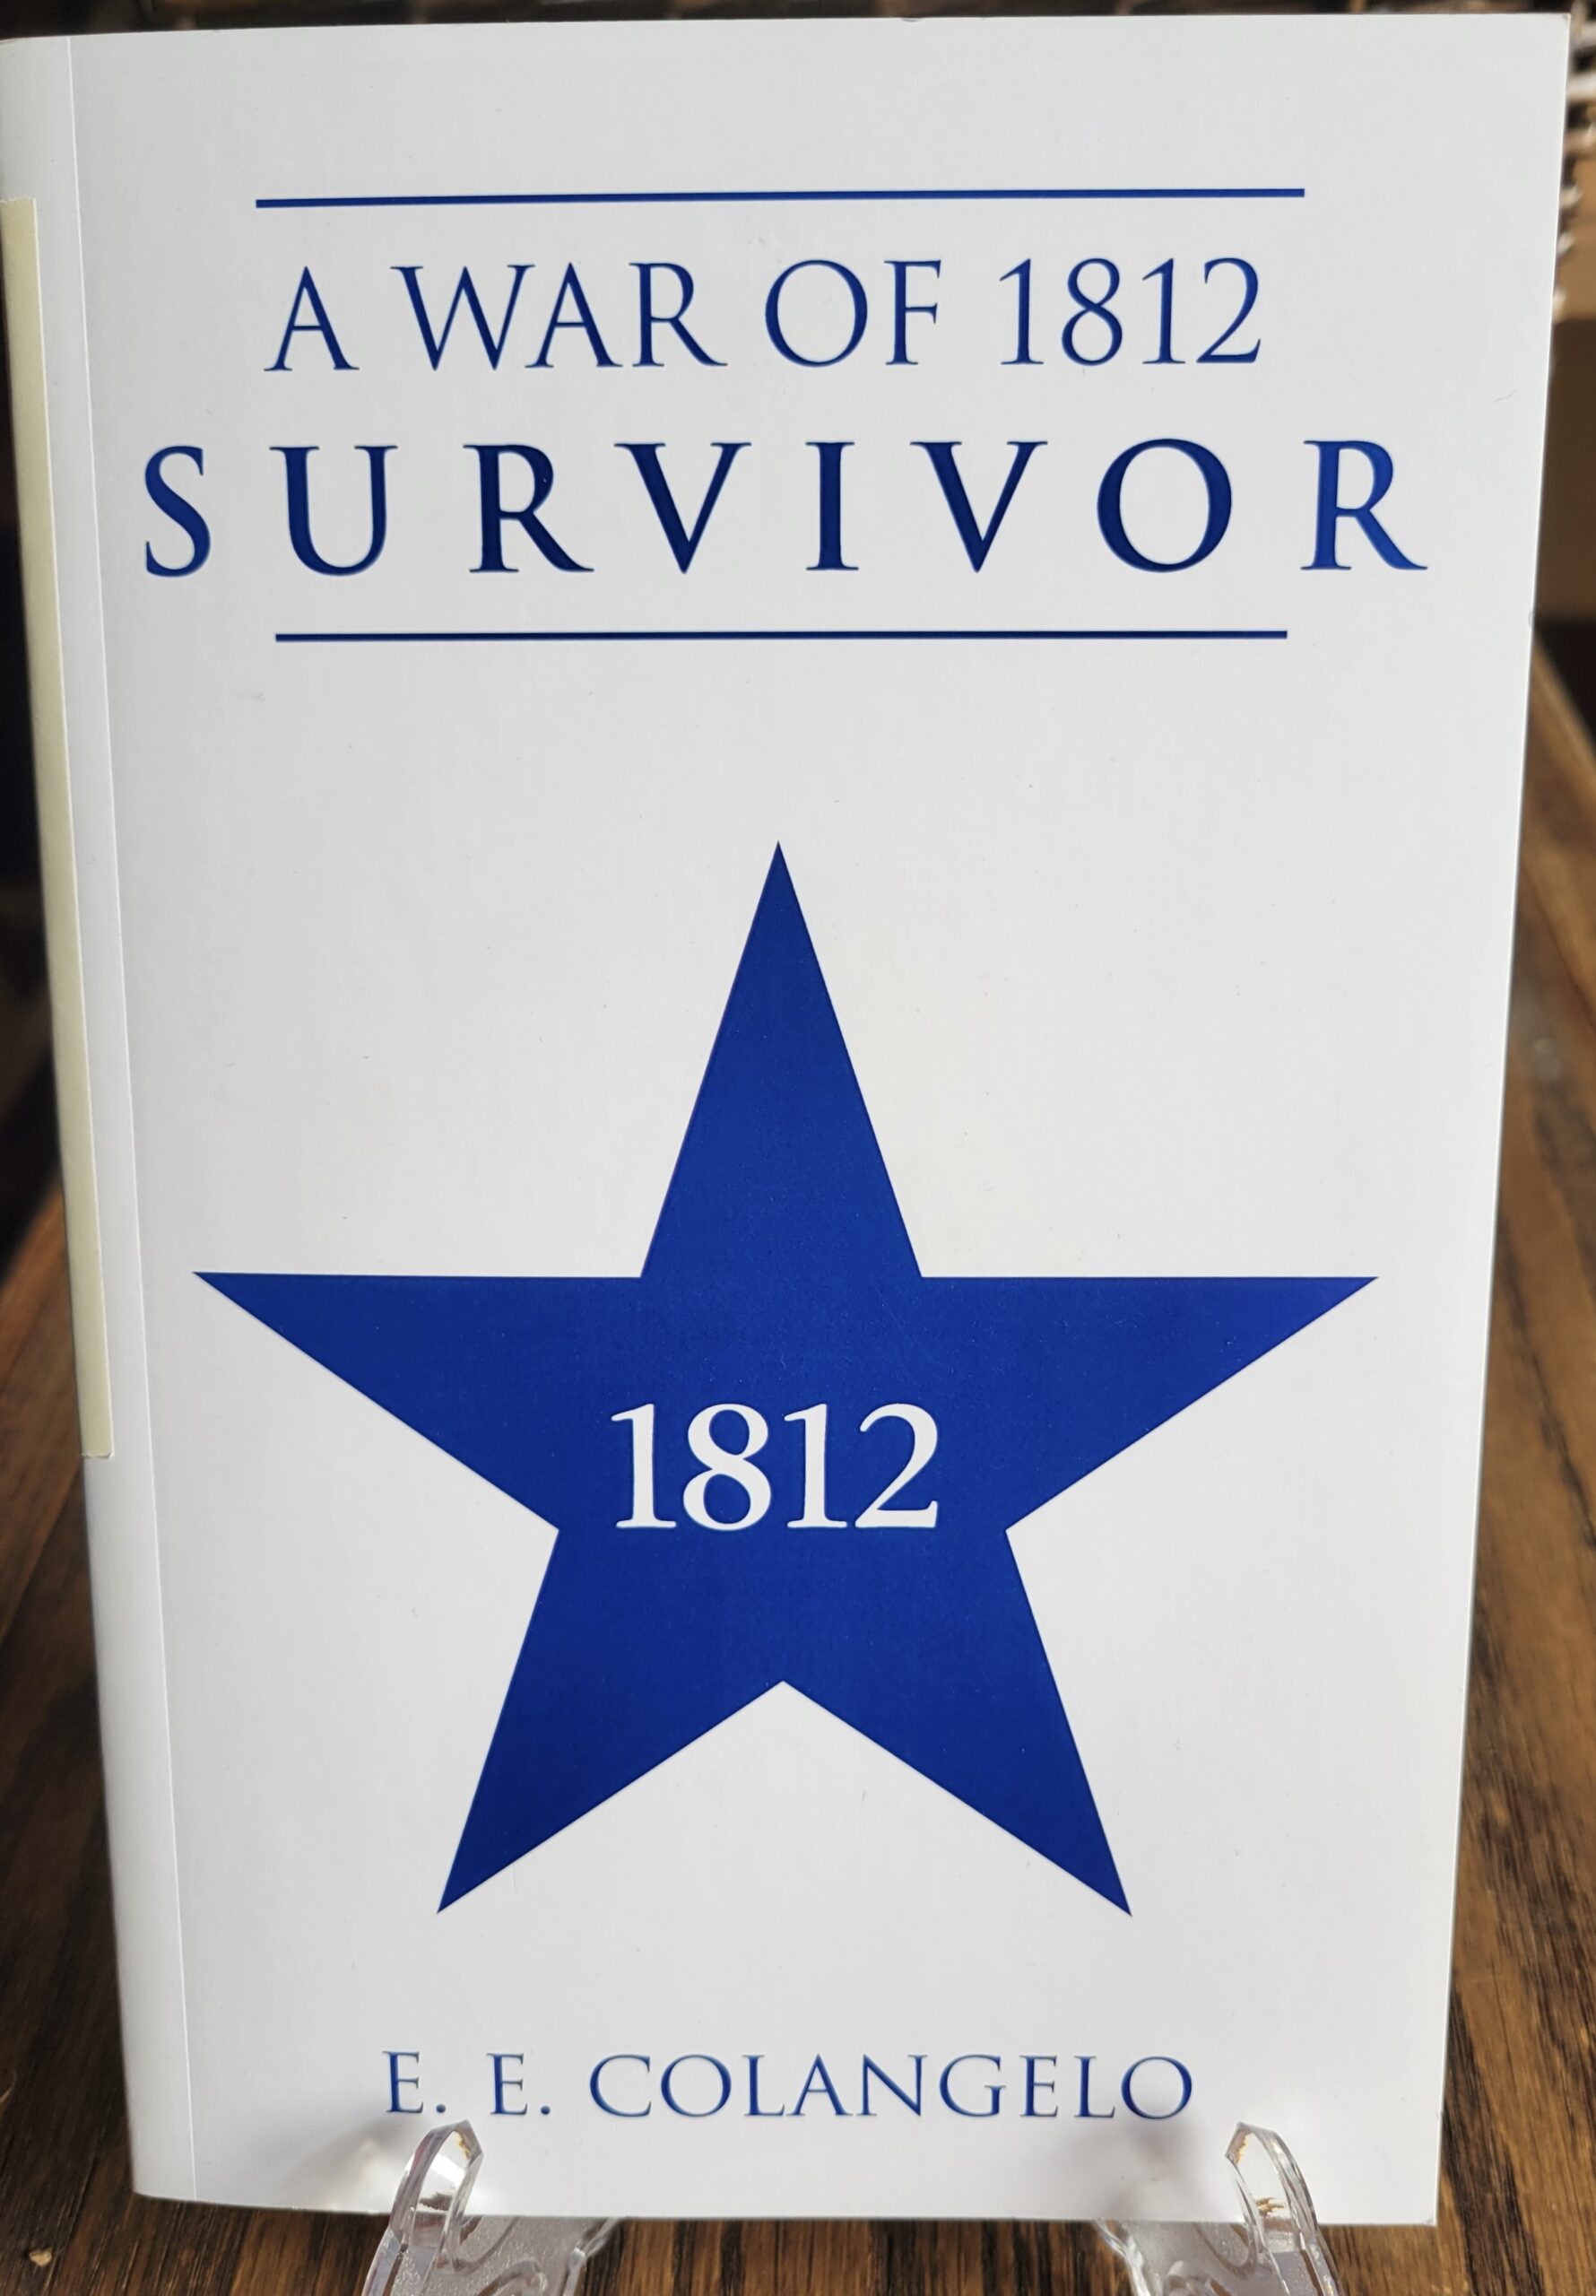 A WAR OF 1812
SURVIVOR
1812
E. E. COLANGELO